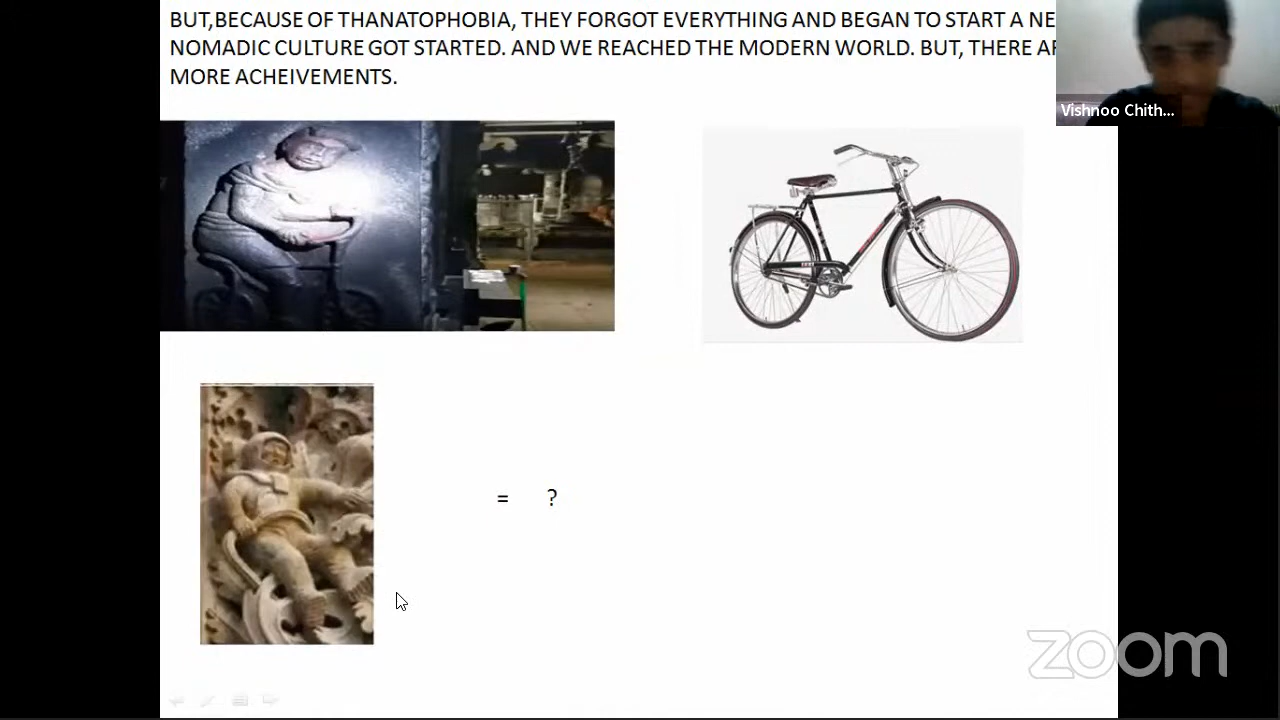 BUT,BECAUSE OF THANATOPHOBIA, THEY FORGOT EVERYTHING AND BEGAN TO START A NE
NOMADIC CULTURE GOT STARTED. AND WE REACHED THE MODERN WORLD. BUT, THERE
MORE ACHEIVEMENTS.
Vishnoo Chith...
= ?
zoom